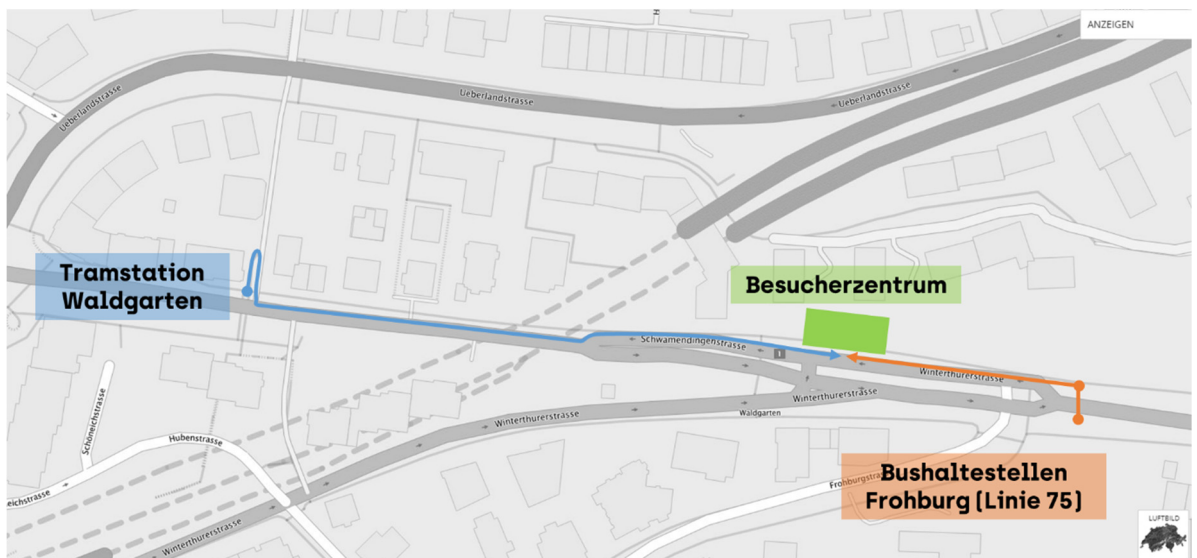 ANZEIGEN
Ueberlandstrasse
Ueberlandstrasse
Ueberlandstrasse
Tramstation
Waldgarten
Besucherzentrum
Schwamendingenstrasse
Winterthurerstrasse
Winterthurerstrasse
Waldgarten
Winterthurerstrasse
Schöneichstrasse
Hubenstrasse
neichstrasse
Bushaltestellen
Frohburg (Linie 75)
Frohburgstra
Winterthurerstrasse
LUFTBILD